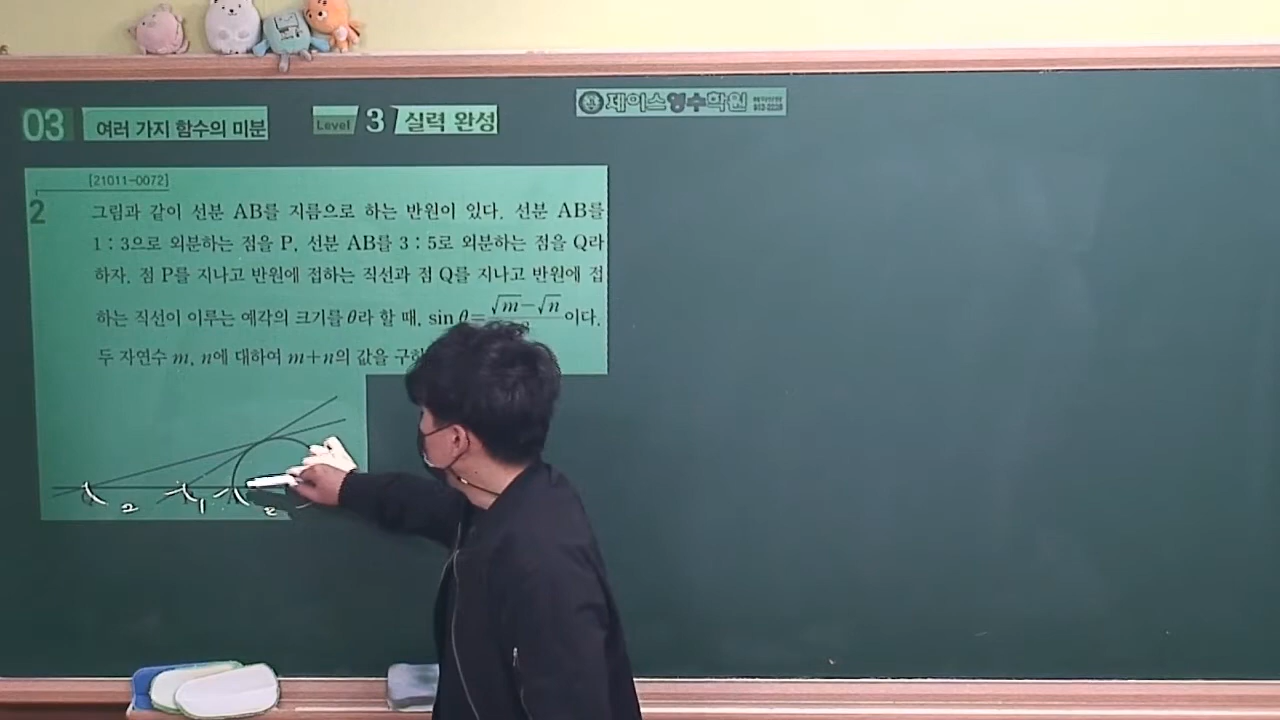 제이스영수학원
03 여러 가지 함수의 미분 Level 3 실력 완성
[21011-0072]
2 그림과 같이 선분 AB를 지름으로 하는 반원이 있다. 선분 AB를
1 : 3으로 외분하는 점을 P, 선분 AB를 3 : 5로 외분하는 점을 Q라
하자. 점 P를 지나고 반원에 접하는 직선과 점 Q를 지나고 반원에 접
하는 직선이 이루는 예각의 크기를 θ라 할 때, sin θ= √m−√n 이다.
두 자연수 m, n에 대하여 m+n의 값을
2 1 2